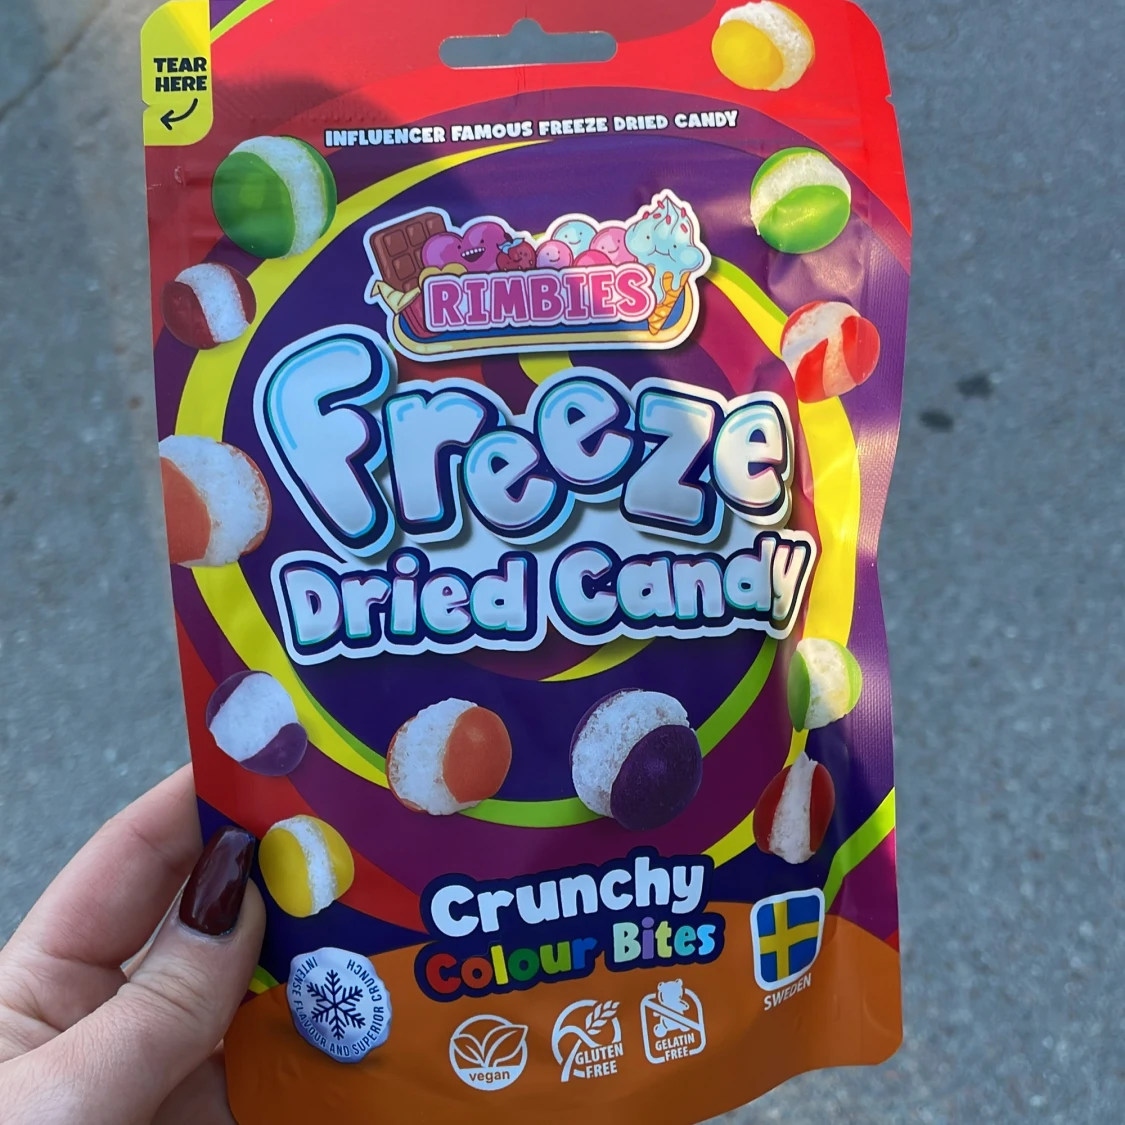 TEAR
HERE
INFLUENCER FAMOUS FREEZE DRIED CANDY
RIMBIES
Freeze
Dried Candy
Crunchy
Colour Bites
INTENSE FLAVOUR AND SUPERIOR CRUNCH
vegan
GLUTEN
FREE
GELATIN
FREE
SWEDEN